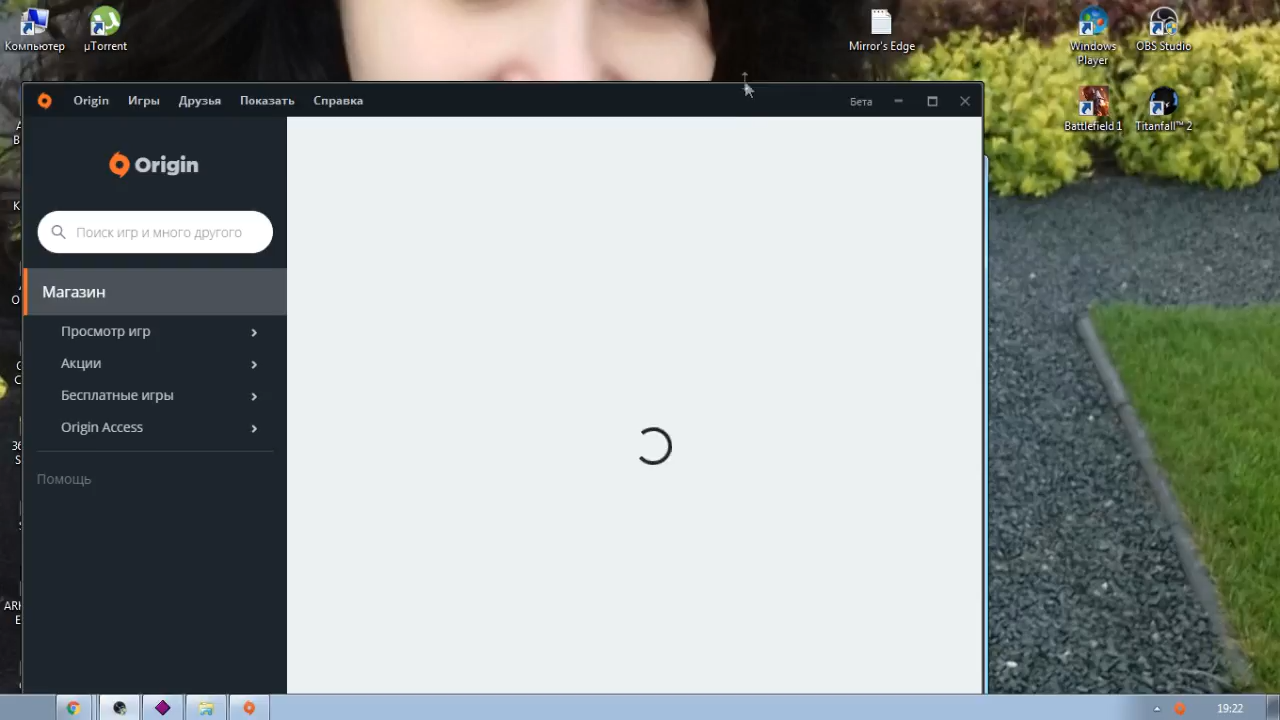 Компьютер
µTorrent
Mirror's Edge
Windows
Player
OBS Studio
Battlefield 1
Titanfall™ 2
Origin
Игры
Друзья
Показать
Справка
Бета
Origin
Поиск игр и много другого
Магазин
Просмотр игр
Акции
Бесплатные игры
Origin Access
Помощь
19:22